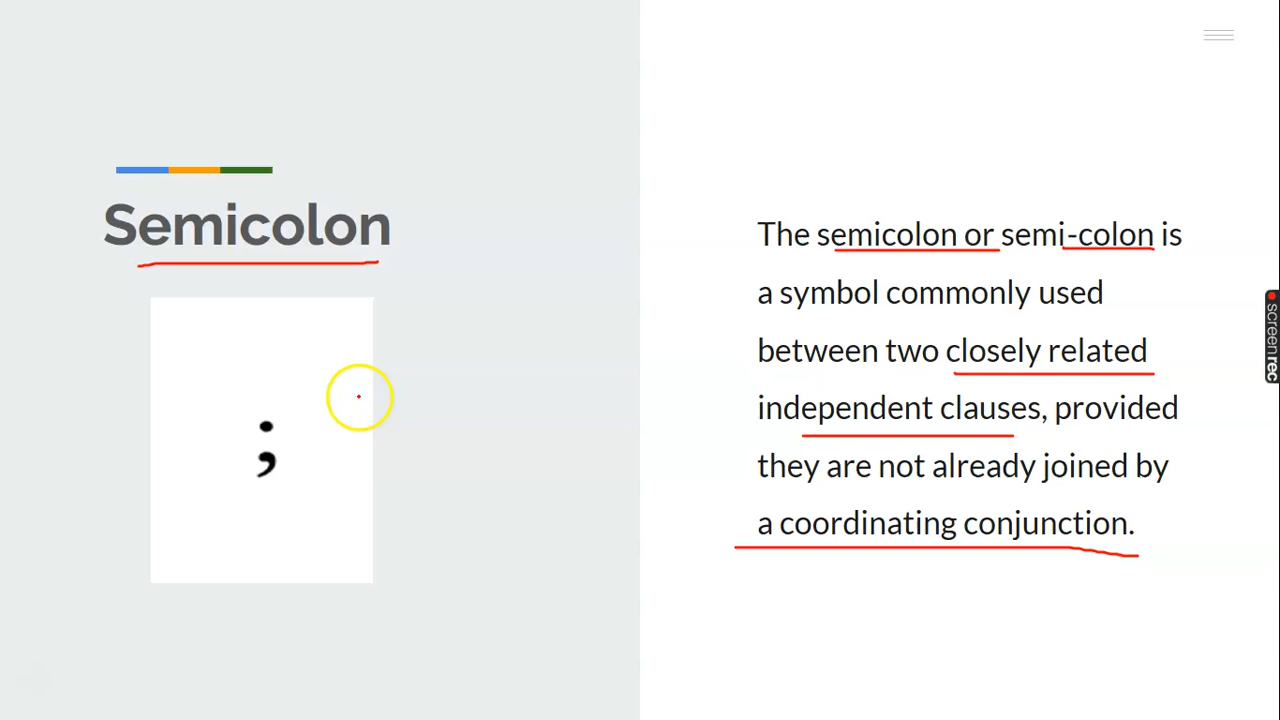 Semicolon
;
The semicolon or semi-colon is
a symbol commonly used
between two closely related
independent clauses, provided
they are not already joined by
a coordinating conjunction.
screenrec